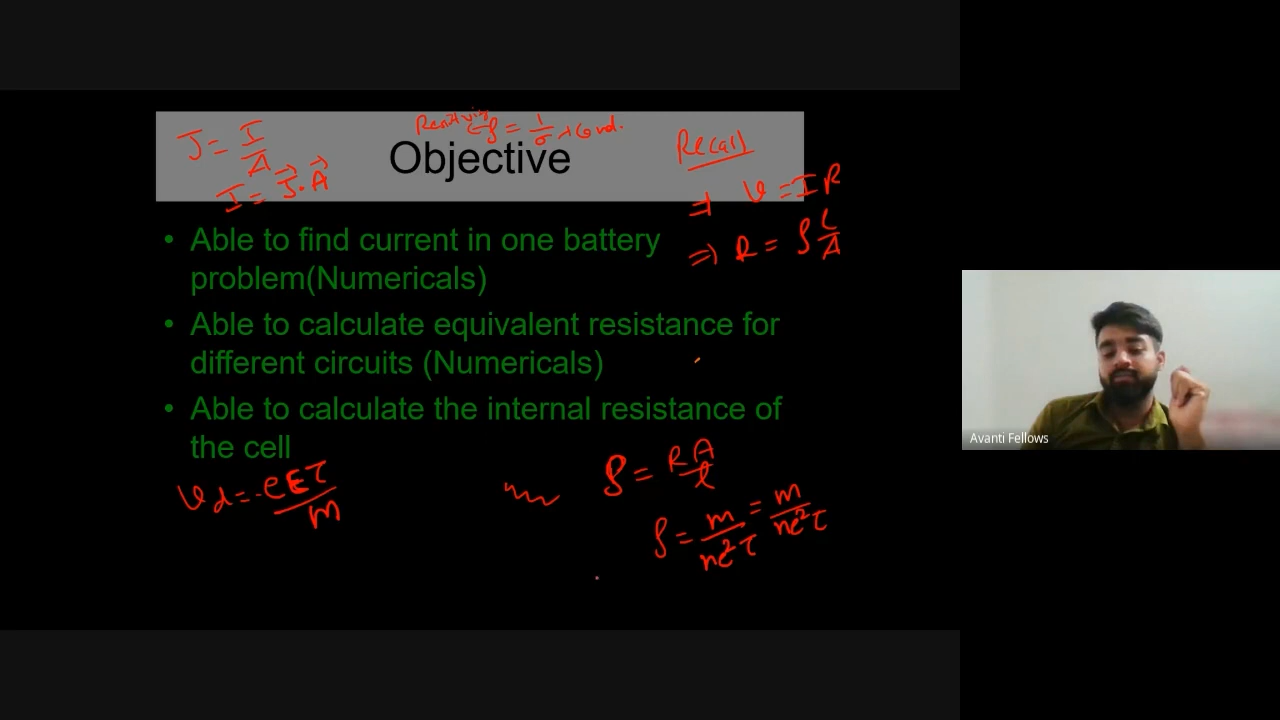 J = I/A
I = J⃗ · A⃗
ρ = 1/σ
Recall
⇒ V = IR
⇒ R = ρ L/A
Objective
• Able to find current in one battery
problem(Numericals)
• Able to calculate equivalent resistance for
different circuits (Numericals)
• Able to calculate the internal resistance of
the cell
Vd = -eEτ/m
ρ = RA/l
ρ = m/ne²τ = m/ne²τ
Avanti Fellows